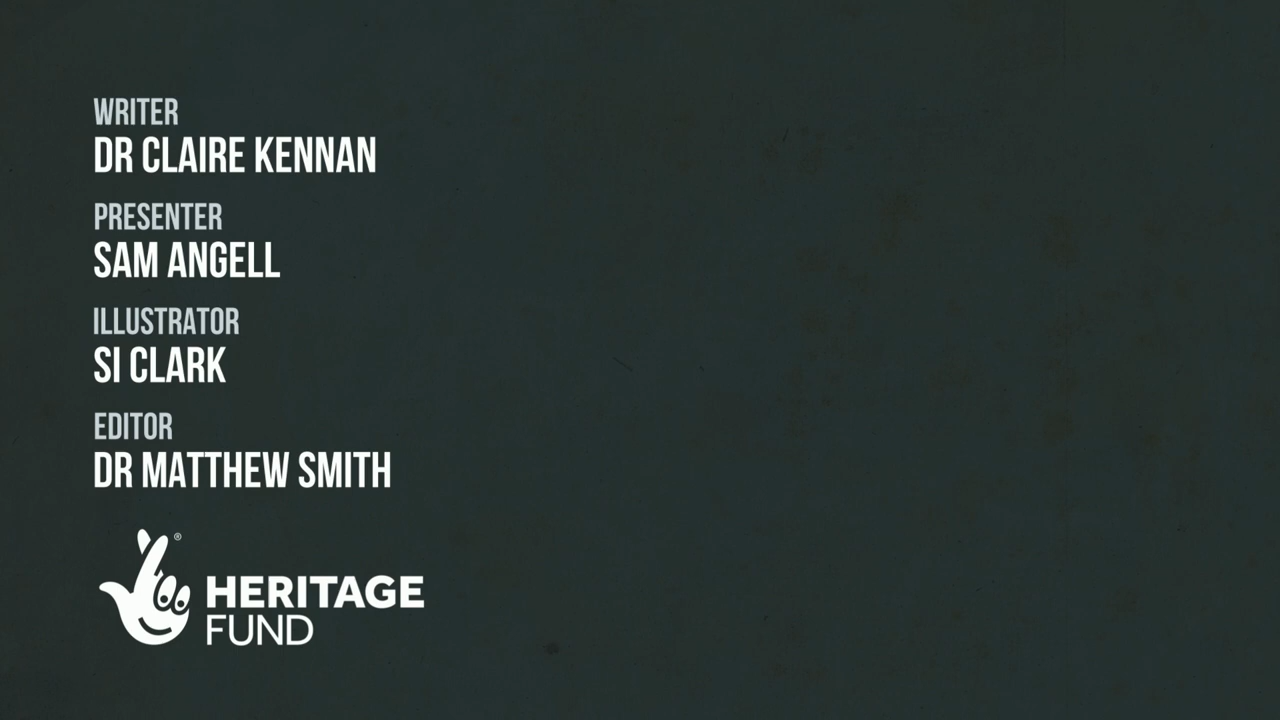 WRITER
DR CLAIRE KENNAN
PRESENTER
SAM ANGELL
ILLUSTRATOR
SI CLARK
EDITOR
DR MATTHEW SMITH
®
HERITAGE
FUND